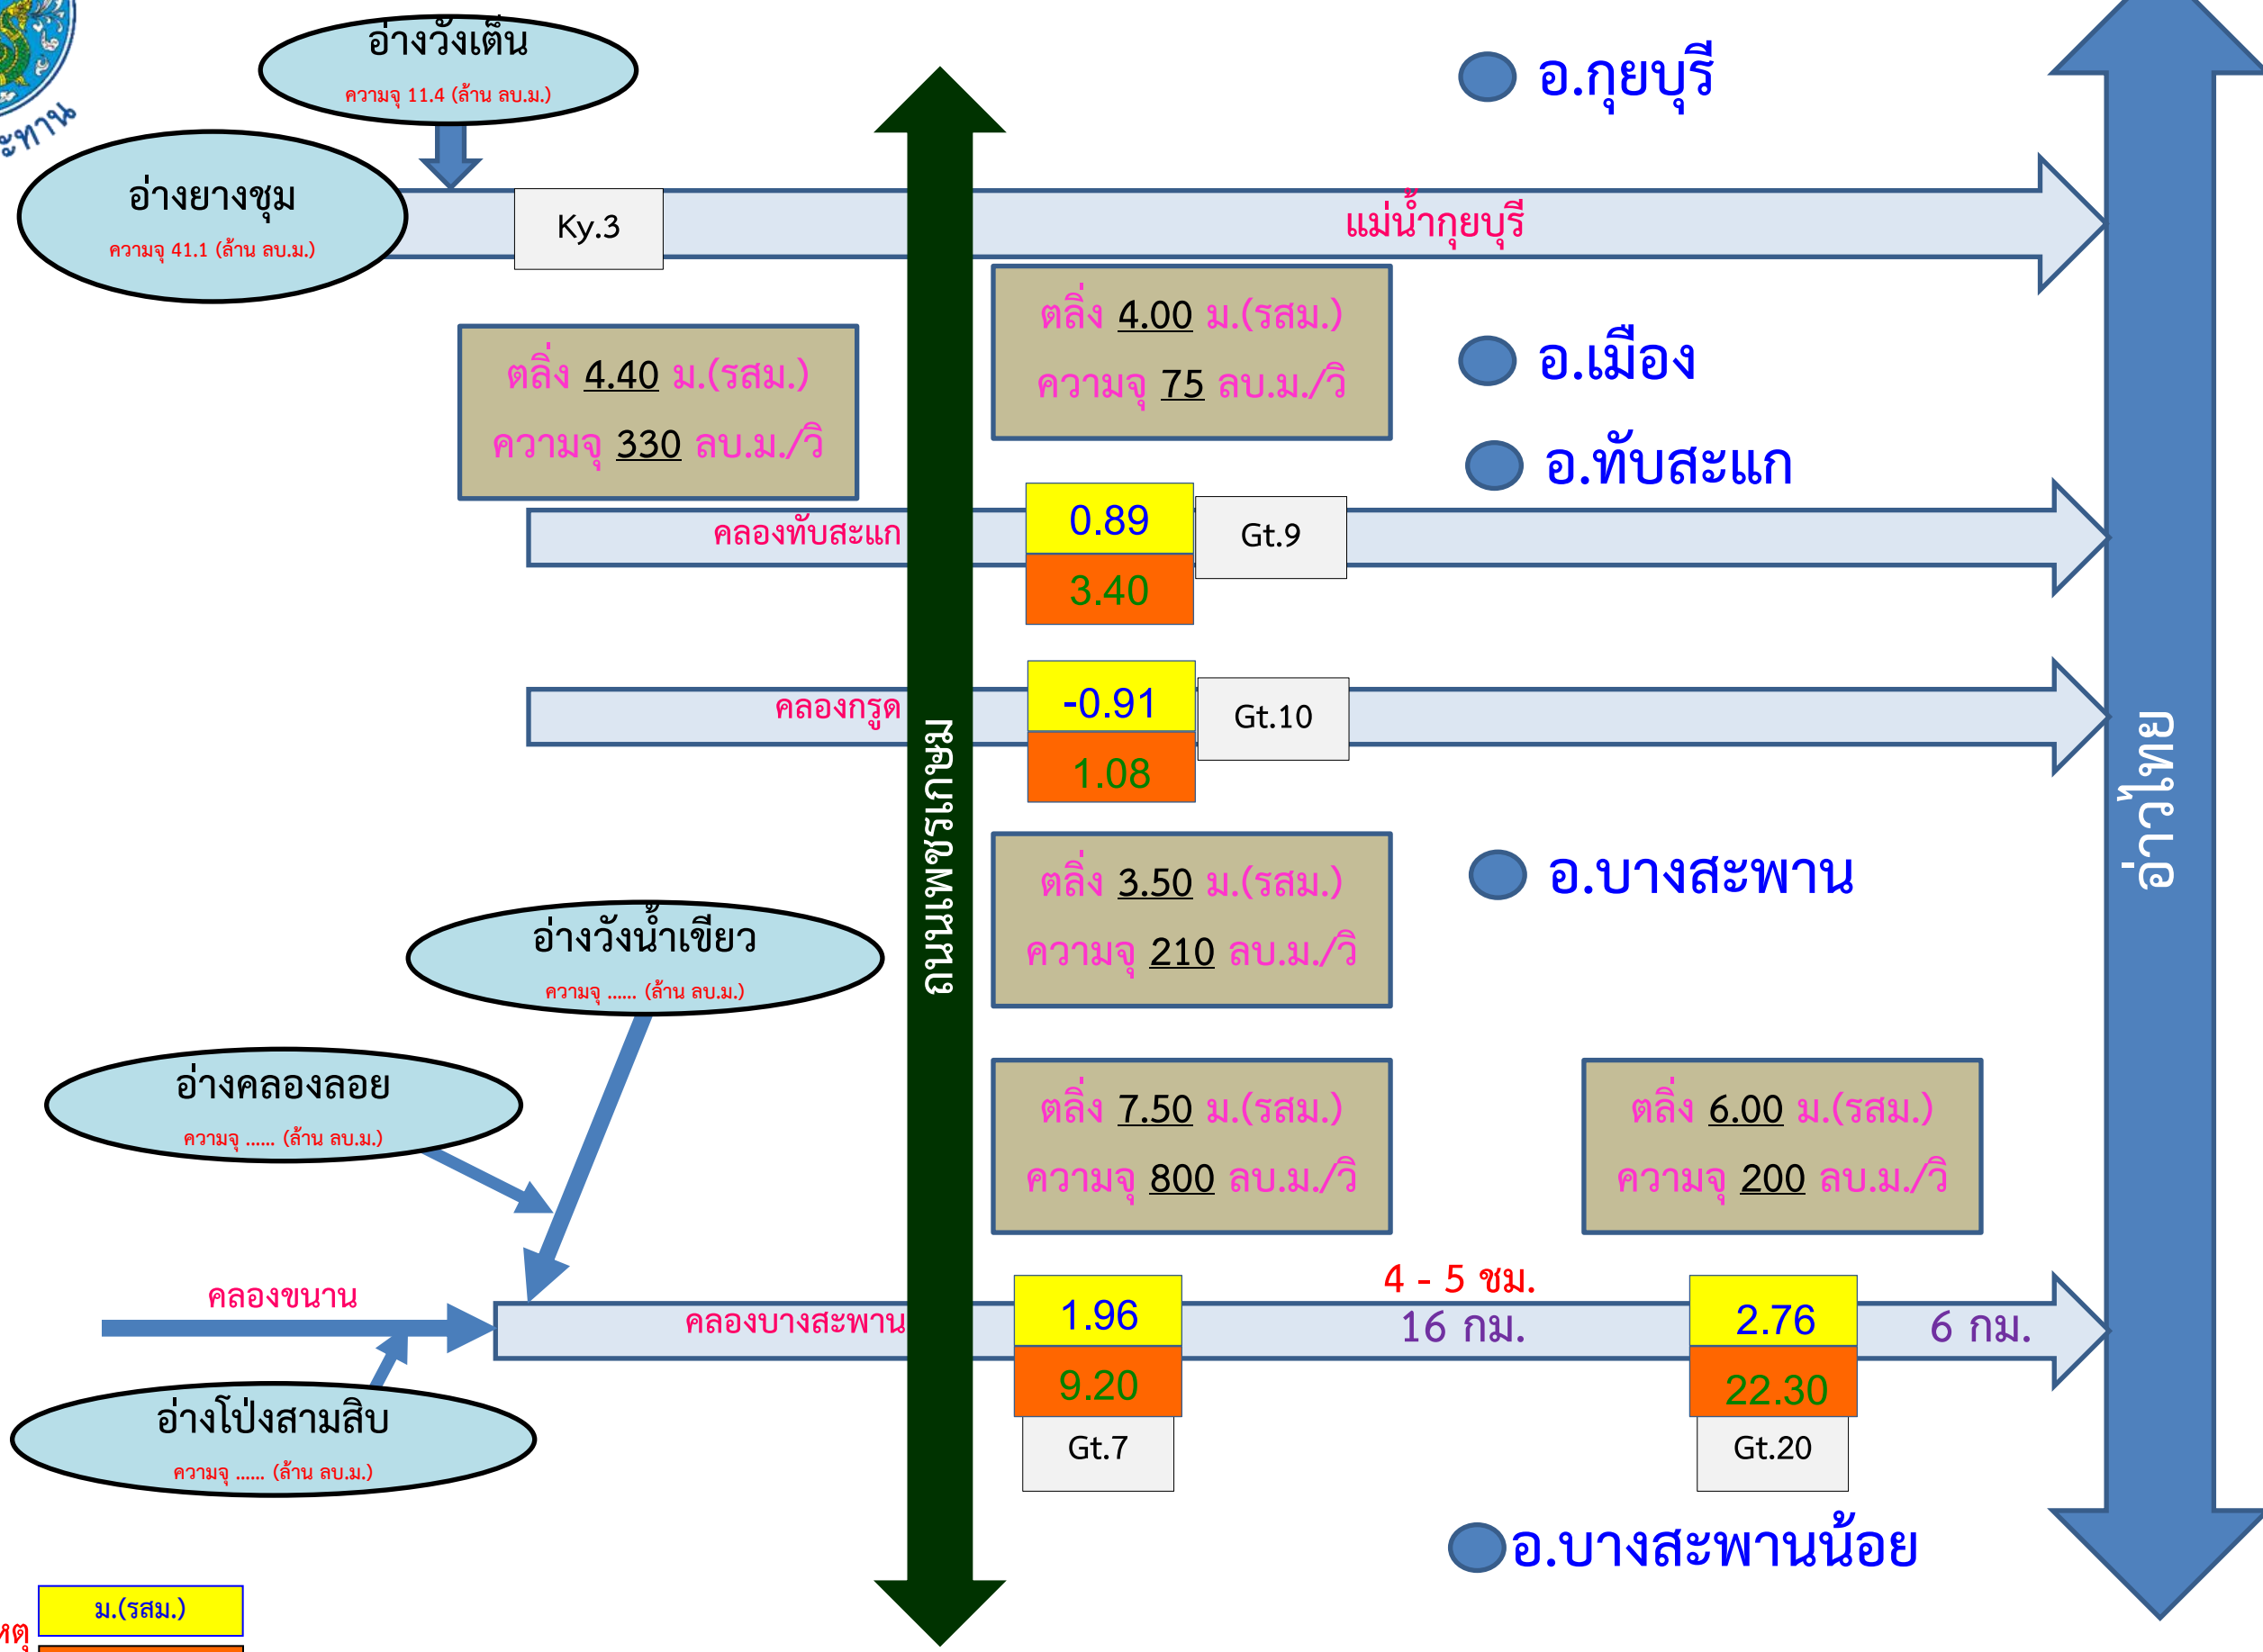 อ่างวังเต็น
ความจุ 11.4 (ล้าน ลบ.ม.)
อ.กุยบุรี
อ่างยางชุม
ความจุ 41.1 (ล้าน ลบ.ม.)
Ky.3
แม่น้ำกุยบุรี
ตลิ่ง 4.00 ม.(รสม.)
ความจุ 75 ลบ.ม./วิ
ตลิ่ง 4.40 ม.(รสม.)
ความจุ 330 ลบ.ม./วิ
อ.เมือง
อ.ทับสะแก
คลองทับสะแก
0.89
3.40
Gt.9
คลองกรูด
-0.91
1.08
Gt.10
ถนนเพชรเกษม
อ่าวไทย
ตลิ่ง 3.50 ม.(รสม.)
ความจุ 210 ลบ.ม./วิ
อ.บางสะพาน
อ่างวังน้ำเขียว
ความจุ ...... (ล้าน ลบ.ม.)
อ่างคลองลอย
ความจุ ...... (ล้าน ลบ.ม.)
ตลิ่ง 7.50 ม.(รสม.)
ความจุ 800 ลบ.ม./วิ
ตลิ่ง 6.00 ม.(รสม.)
ความจุ 200 ลบ.ม./วิ
คลองขนาน
คลองบางสะพาน
1.96
9.20
Gt.7
4 - 5 ชม.
16 กม.
2.76
22.30
Gt.20
6 กม.
อ่างโป่งสามสิบ
ความจุ ...... (ล้าน ลบ.ม.)
อ.บางสะพานน้อย
ม.(รสม.)